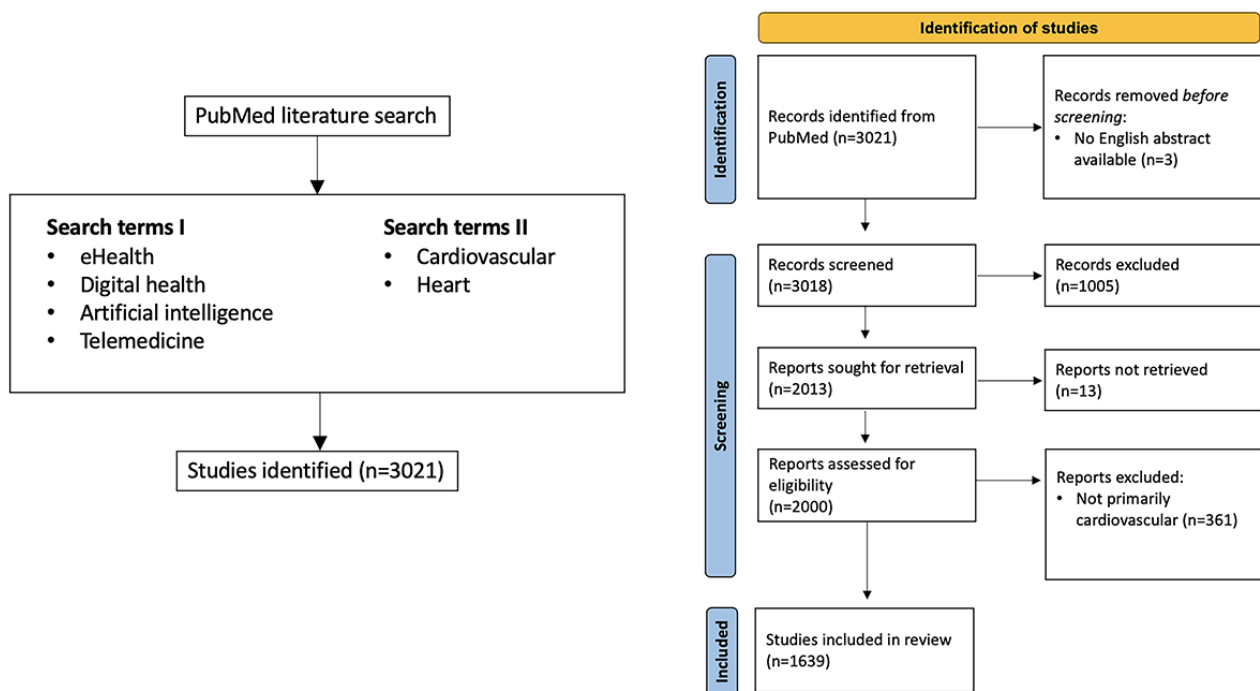 PubMed literature search
Search terms I
• eHealth
• Digital health
• Artificial intelligence
• Telemedicine
Search terms II
• Cardiovascular
• Heart
Studies identified (n=3021)
Identification of studies
Identification
Records identified from
PubMed (n=3021)
Records removed before
screening:
• No English abstract
available (n=3)
Screening
Records screened
(n=3018)
Records excluded
(n=1005)
Reports sought for retrieval
(n=2013)
Reports not retrieved
(n=13)
Reports assessed for
eligibility
(n=2000)
Reports excluded:
• Not primarily
cardiovascular (n=361)
Included
Studies included in review
(n=1639)